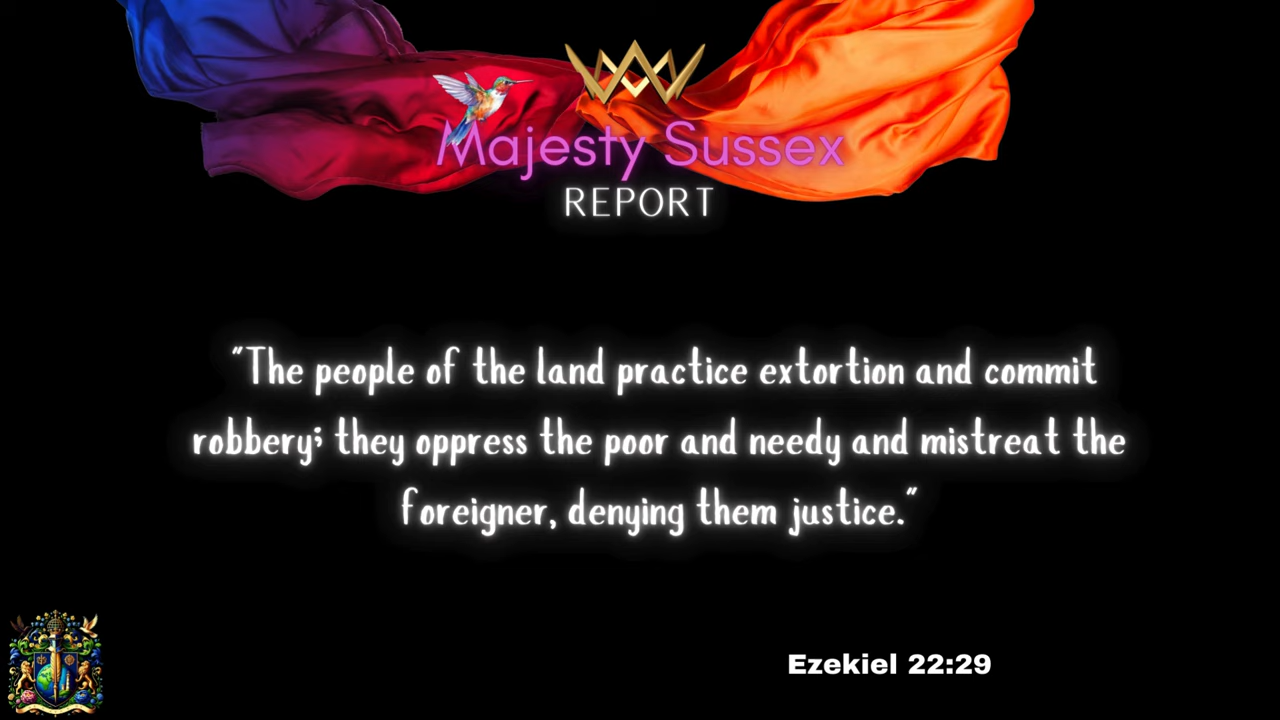 Majesty Sussex
REPORT
"The people of the land practice extortion and commit
robbery; they oppress the poor and needy and mistreat the
foreigner, denying them justice."
Ezekiel 22:29